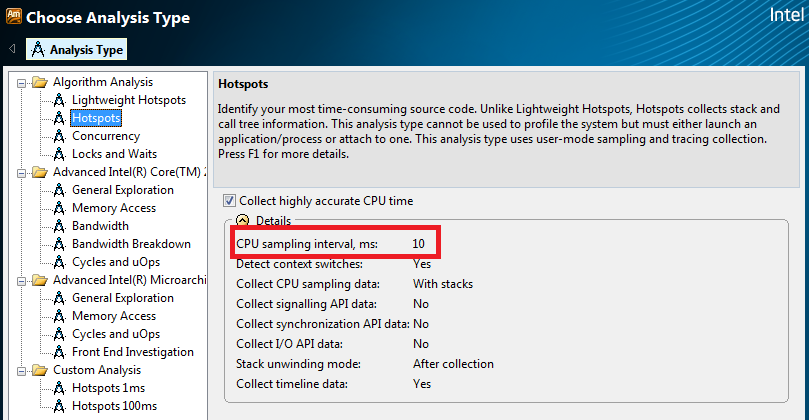 Am
Choose Analysis Type
Intel
Analysis Type
Algorithm Analysis
Lightweight Hotspots
Hotspots
Concurrency
Locks and Waits
Advanced Intel(R) Core(TM) 2
General Exploration
Memory Access
Bandwidth
Bandwidth Breakdown
Cycles and uOps
Advanced Intel(R) Microarchi
General Exploration
Memory Access
Cycles and uOps
Front End Investigation
Custom Analysis
Hotspots 1ms
Hotspots 100ms
Hotspots
Identify your most time-consuming source code. Unlike Lightweight Hotspots, Hotspots collects stack and
call tree information. This analysis type cannot be used to profile the system but must either launch an
application/process or attach to one. This analysis type uses user-mode sampling and tracing collection.
Press F1 for more details.
Collect highly accurate CPU time
Details
CPU sampling interval, ms: 10
Detect context switches: Yes
Collect CPU sampling data: With stacks
Collect signalling API data: No
Collect synchronization API data: No
Collect I/O API data: No
Stack unwinding mode: After collection
Collect timeline data: Yes